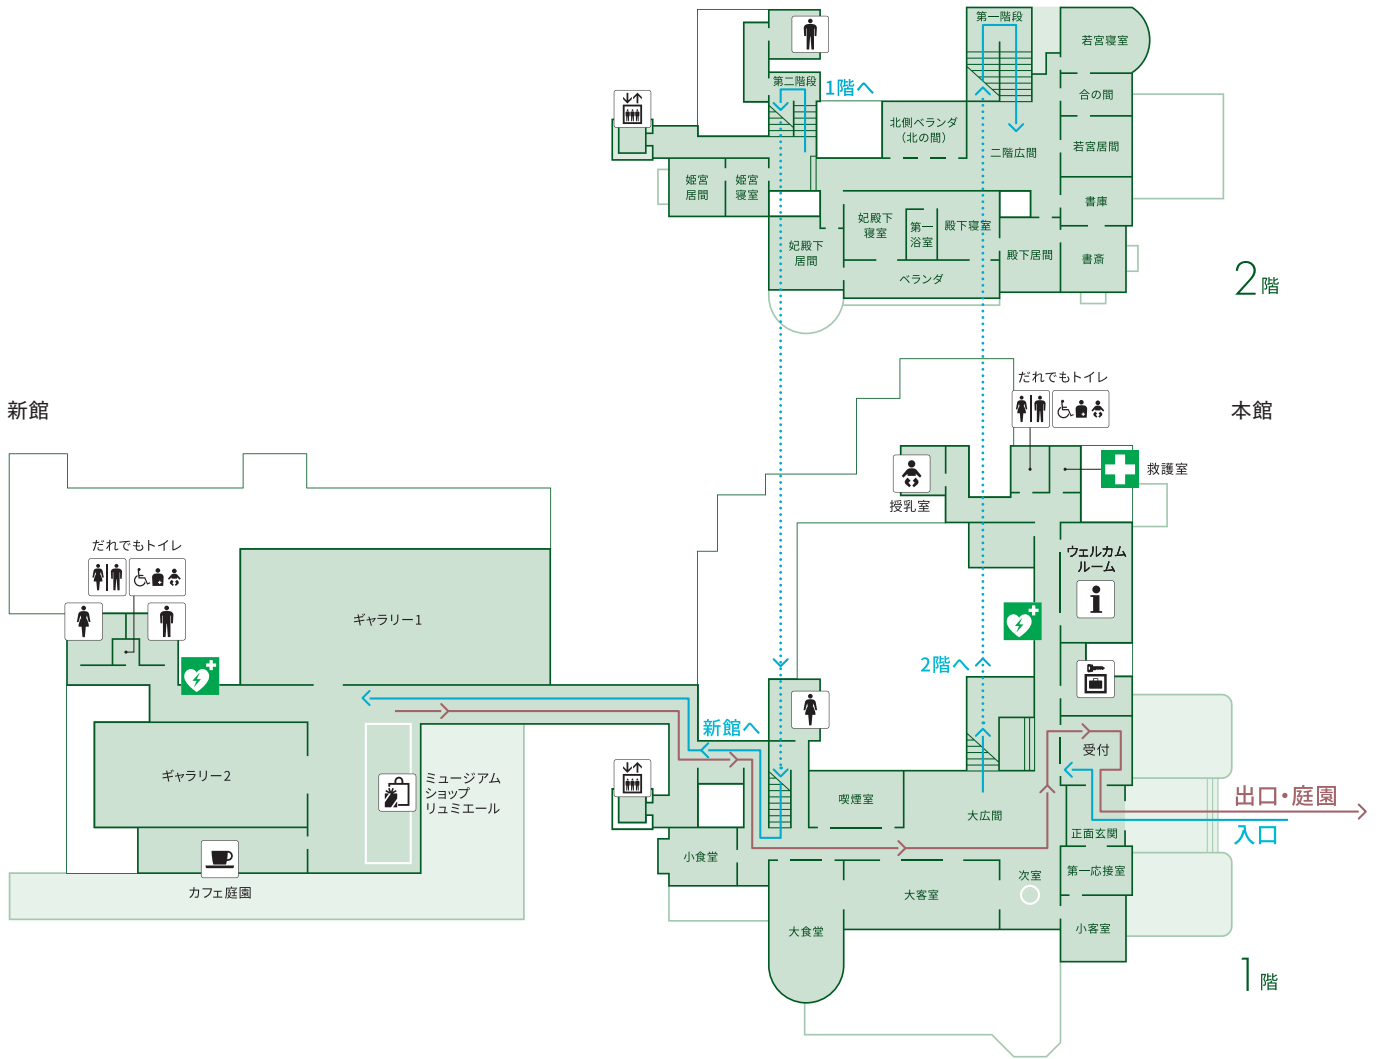 第一階段
若宮寝室
第二階段
1階へ
合の間
北側ベランダ
（北の間）
若宮居間
二階広間
姫宮
居間
姫宮
寝室
書庫
妃殿下
寝室
第一
浴室
殿下寝室
妃殿下
居間
殿下居間
書斎
ベランダ
2階
だれでもトイレ
新館
本館
救護室
授乳室
だれでもトイレ
ウェルカム
ルーム
ギャラリー1
2階へ
新館へ
受付
ギャラリー2
ミュージアム
ショップ
リュミエール
喫煙室
大広間
出口・庭園
入口
正面玄関
小食堂
第一応接室
次室
カフェ庭園
大客室
大食堂
小客室
1階